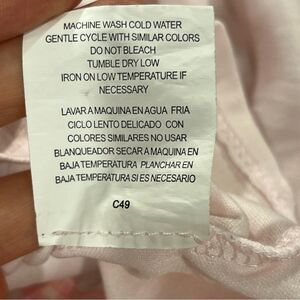 MACHINE WASH COLD WATER
GENTLE CYCLE WITH SIMILAR COLORS
DO NOT BLEACH
TUMBLE DRY LOW
IRON ON LOW TEMPERATURE IF
NECESSARY
LAVAR A MAQUINA EN AGUA FRIA
CICLO LENTO DELICADO CON
COLORES SIMILARES NO USAR
BLANQUEADOR SECAR A MAQUINA EN
BAJA TEMPERATURA PLANCHAR EN
BAJA TEMPERATURA SI ES NECESARIO
C49